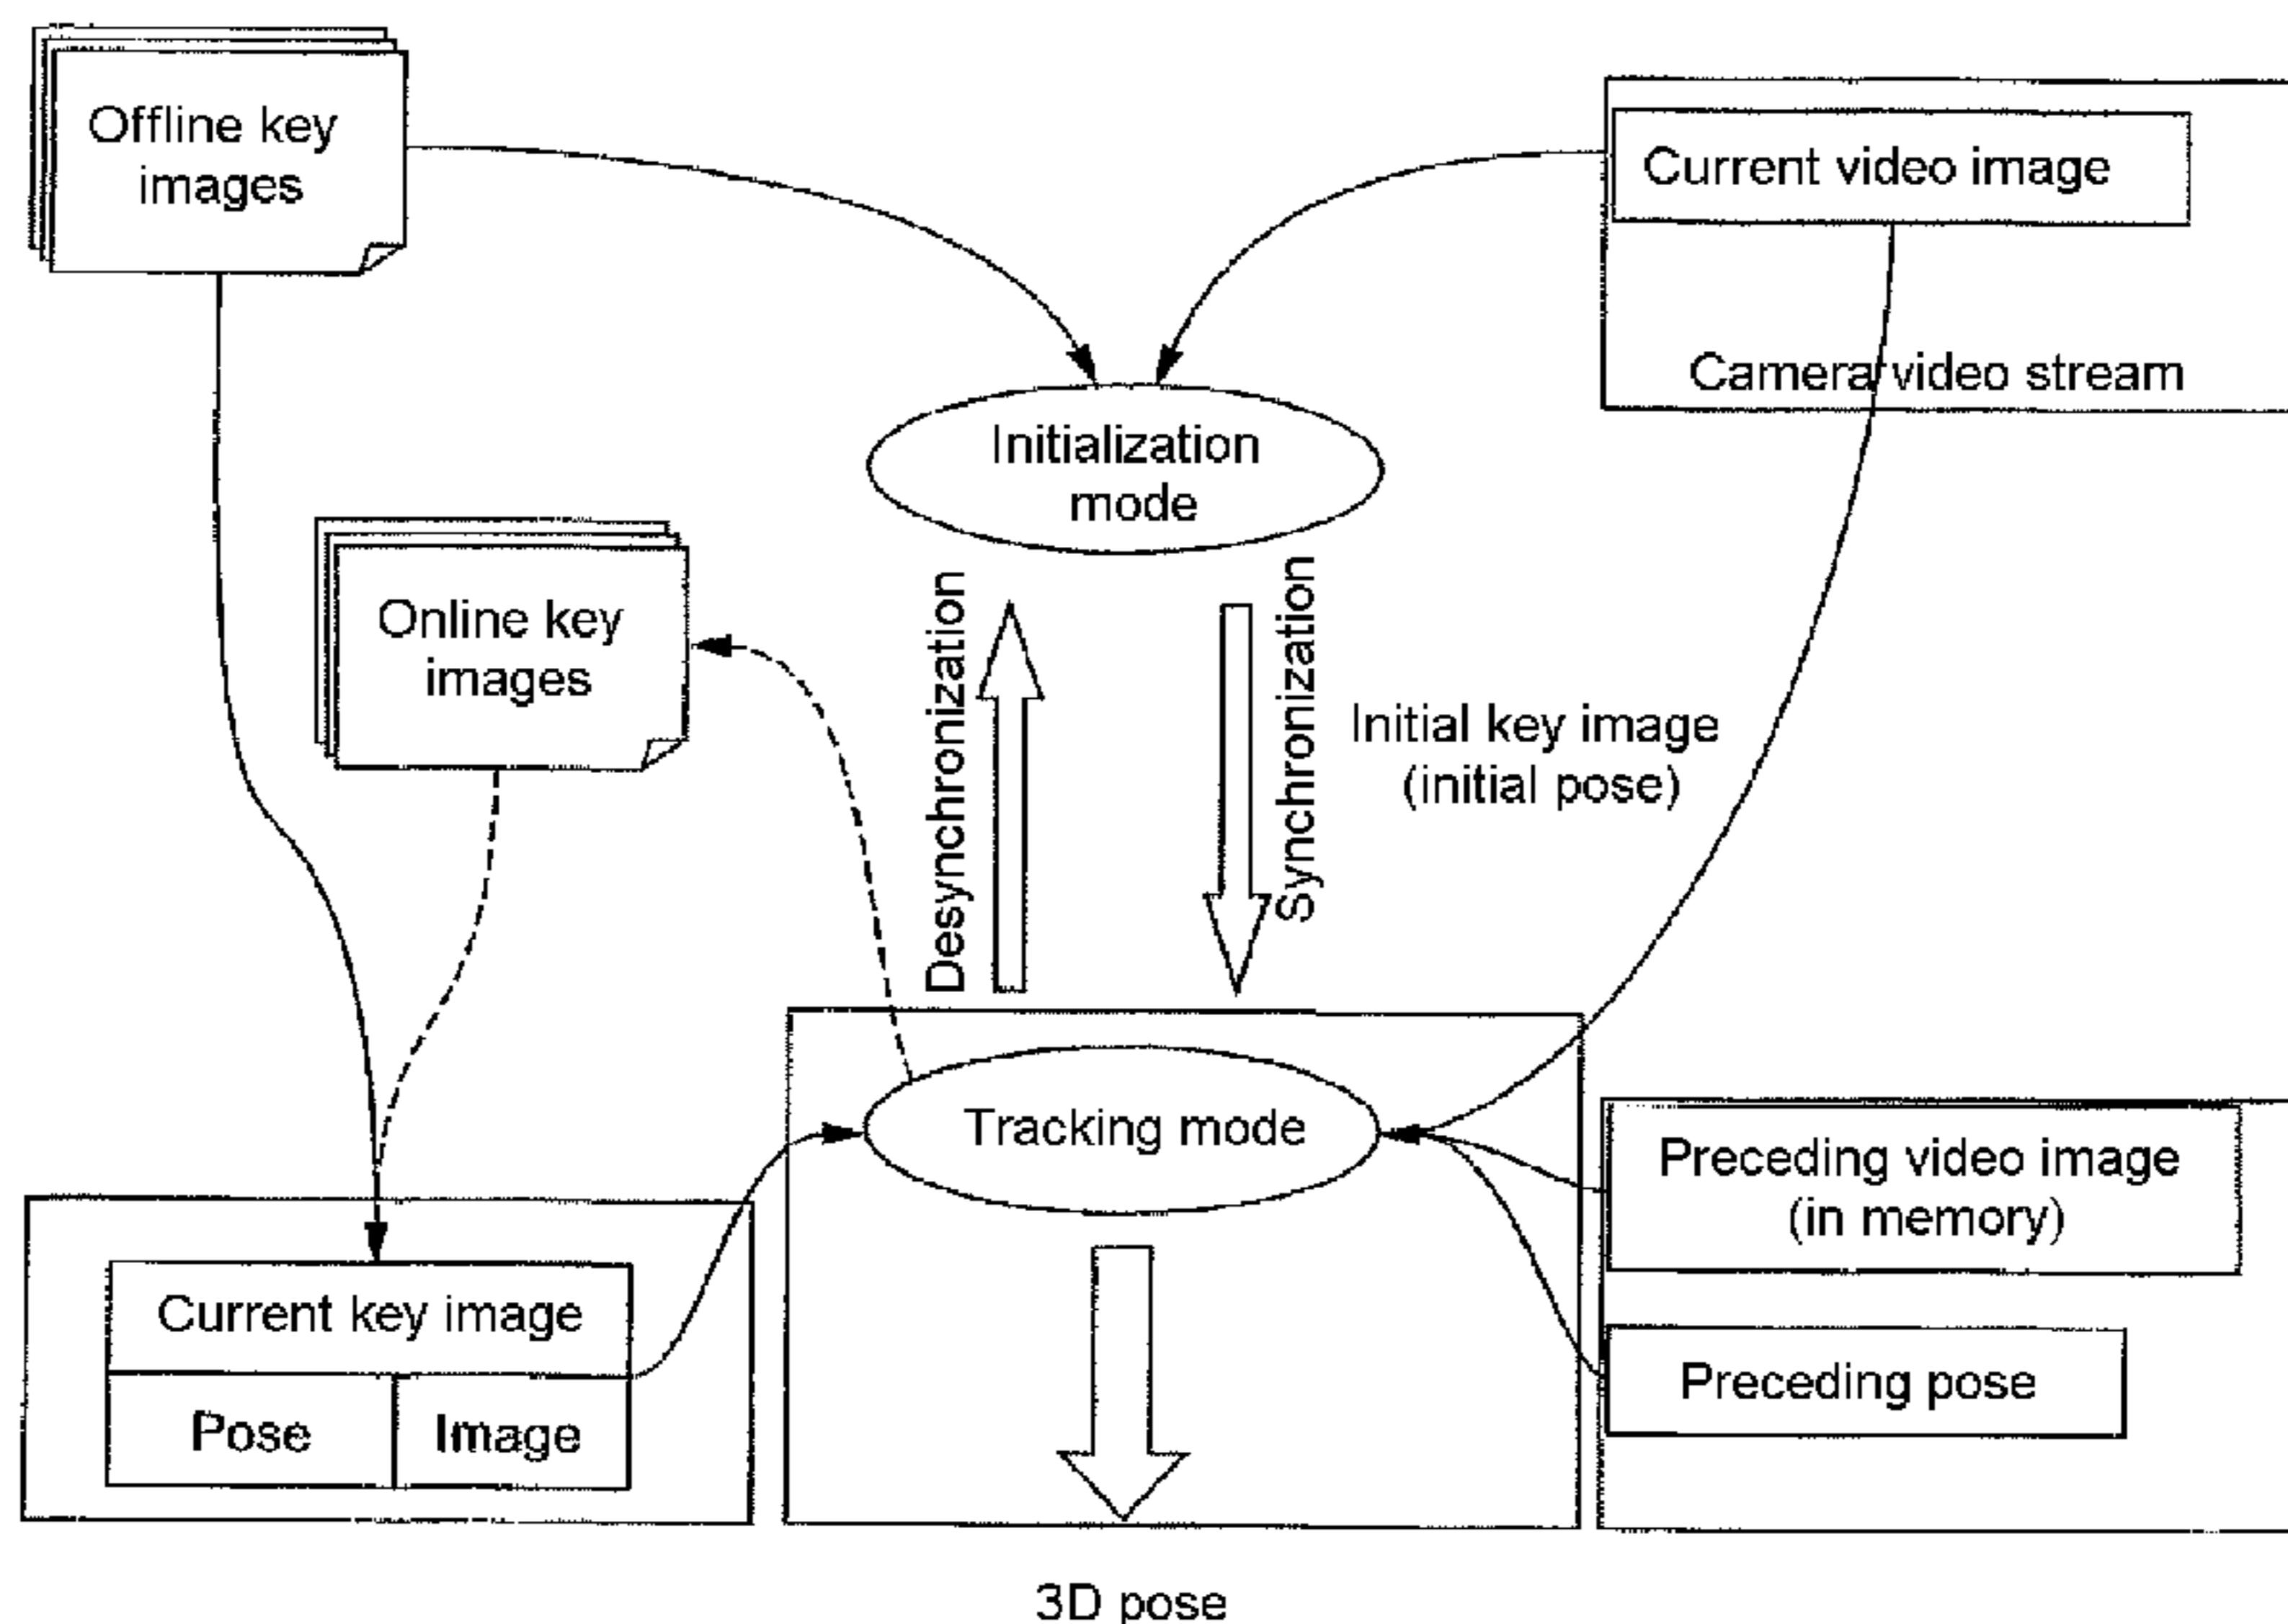 Offline key
images
Current video image
Camera video stream
Initialization
mode
Online key
images
Desynchronization
Synchronization
Initial key image
(initial pose)
Tracking mode
Preceding video image
(in memory)
Current key image
Preceding pose
Pose
Image
3D pose